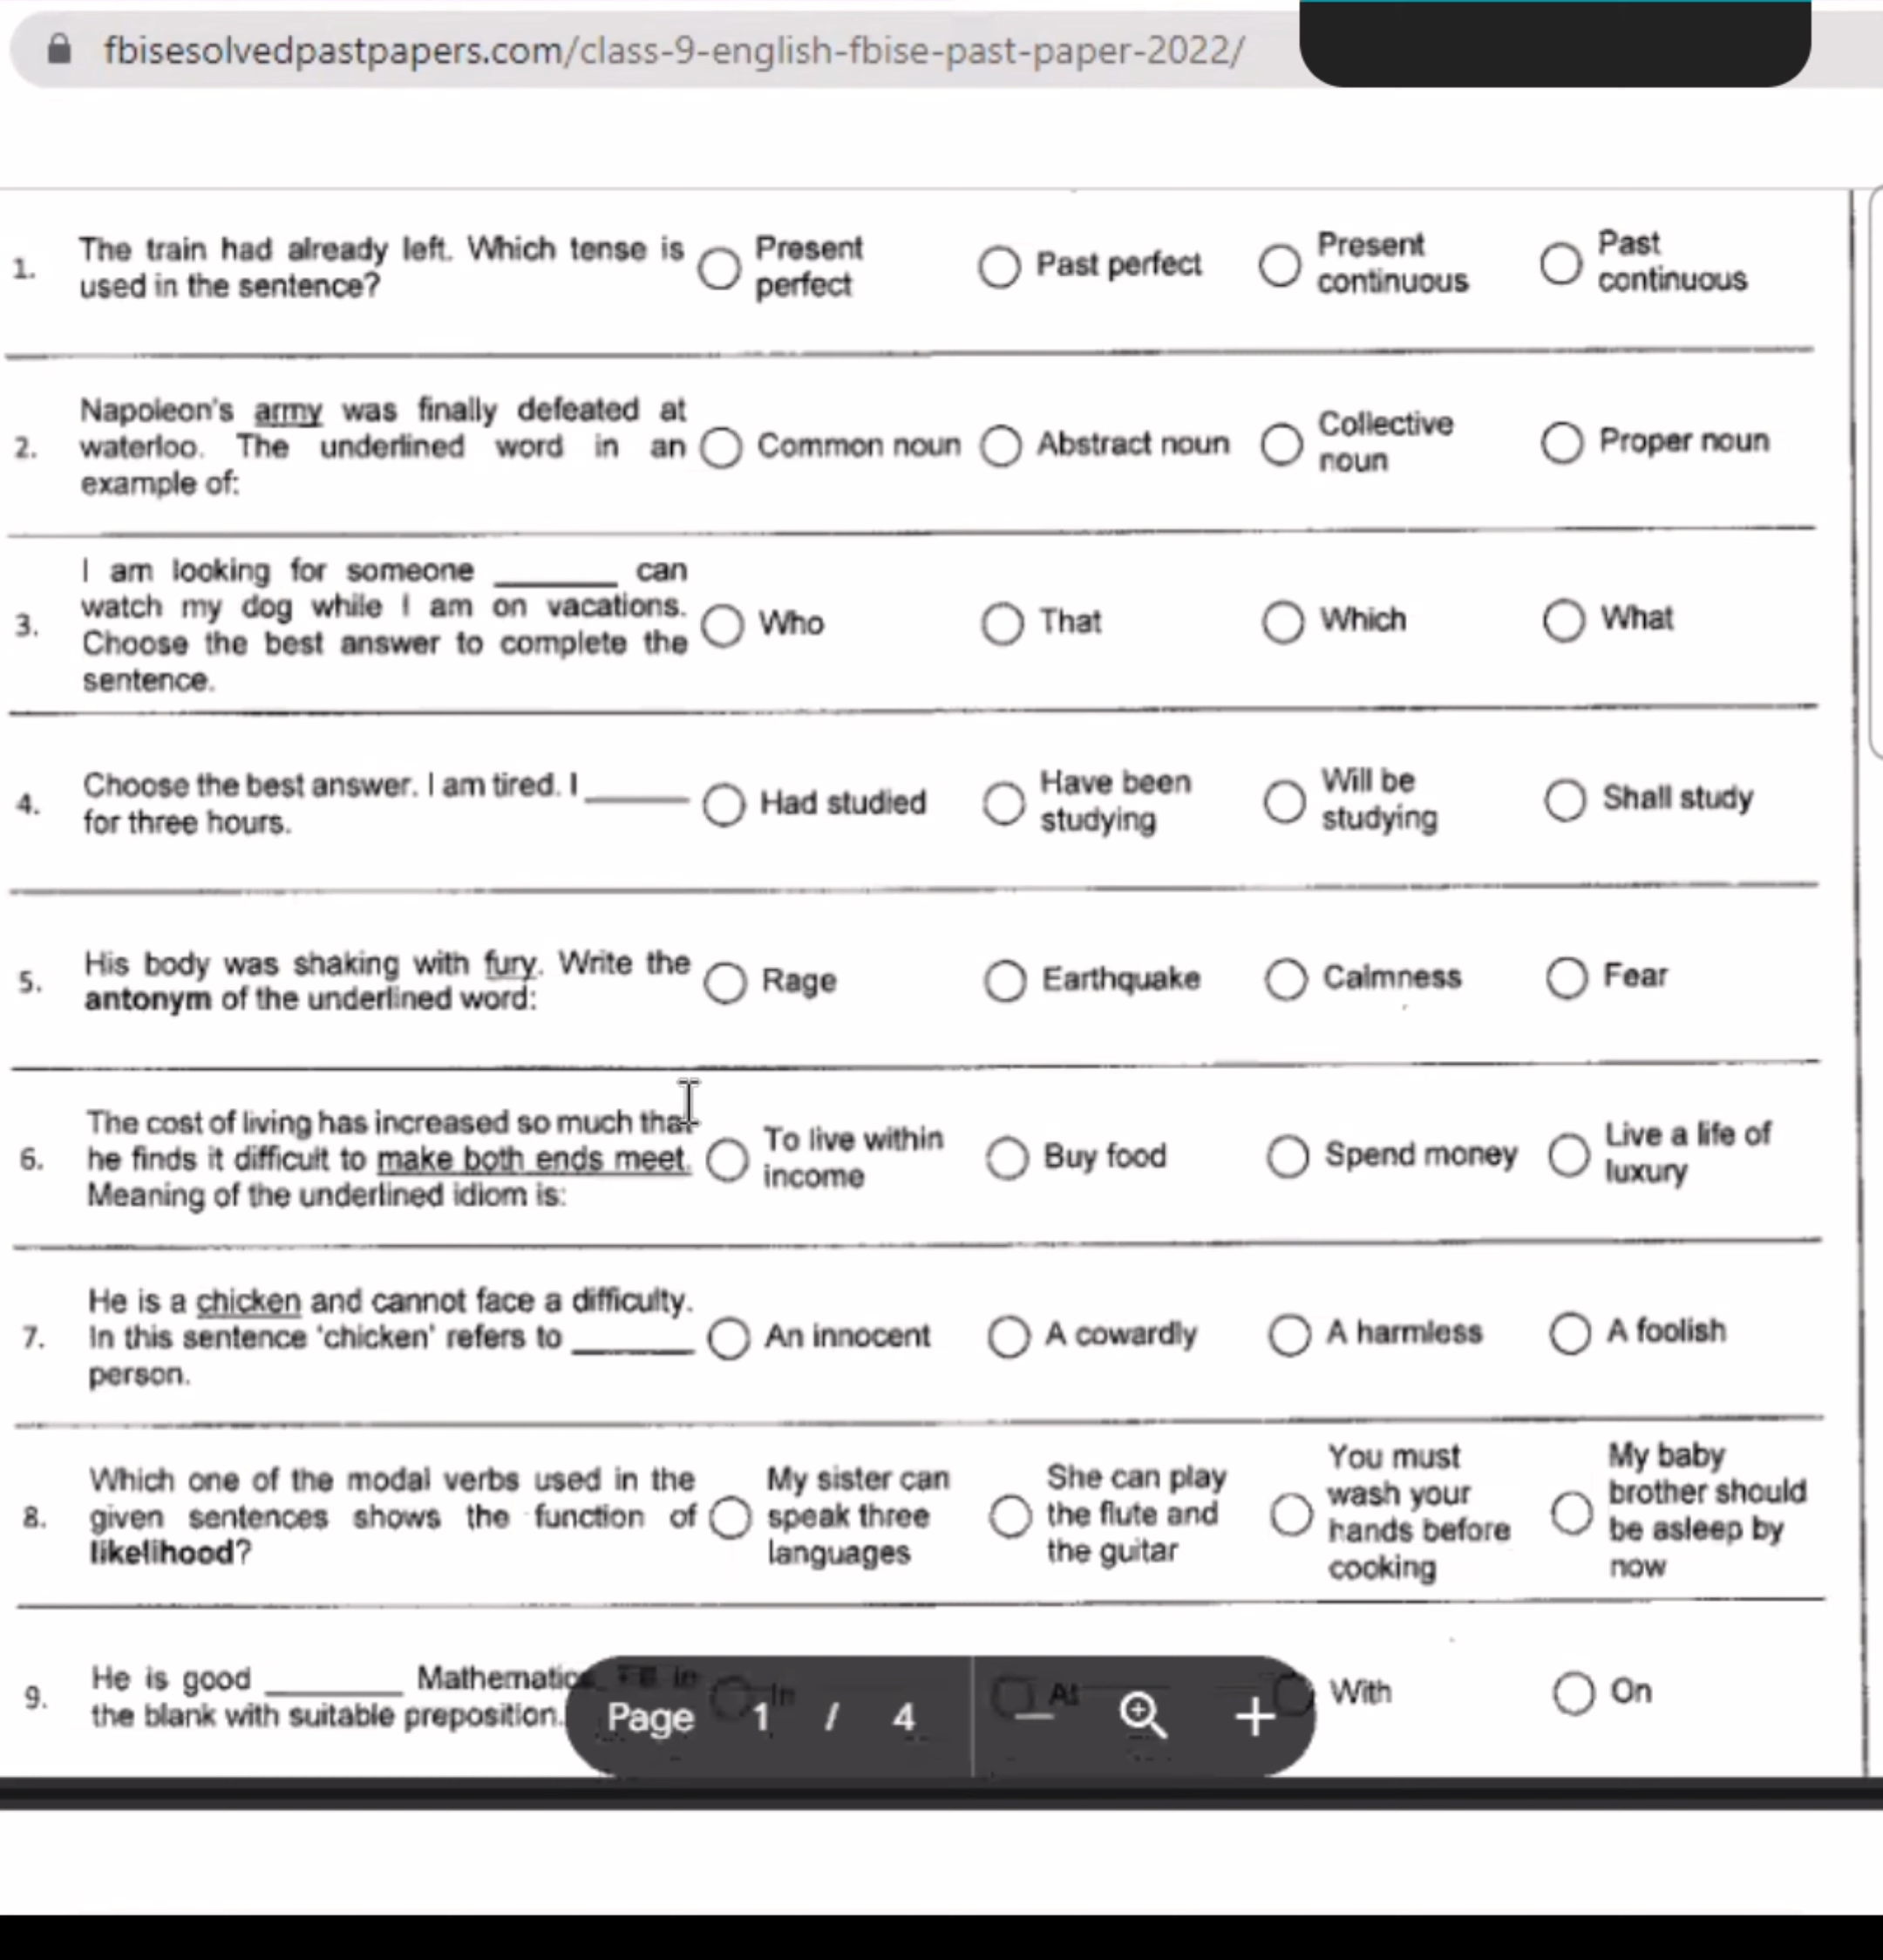 fbisesolvedpastpapers.com/class-9-english-fbise-past-paper-2022/
1.
The train had already left. Which tense is
used in the sentence?
Present
perfect
Past perfect
Present
continuous
Past
continuous
2.
Napoleon's army was finally defeated at
waterloo. The underlined word in an
example of:
Common noun
Abstract noun
Collective
noun
Proper noun
3.
I am looking for someone _______ can
watch my dog while I am on vacations.
Choose the best answer to complete the
sentence.
Who
That
Which
What
4.
Choose the best answer. I am tired. I ______
for three hours.
Had studied
Have been
studying
Will be
studying
Shall study
5.
His body was shaking with fury. Write the
antonym of the underlined word:
Rage
Earthquake
Calmness
Fear
6.
The cost of living has increased so much that
he finds it difficult to make both ends meet.
Meaning of the underlined idiom is:
To live within
income
Buy food
Spend money
Live a life of
luxury
7.
He is a chicken and cannot face a difficulty.
In this sentence 'chicken' refers to _______
person.
An innocent
A cowardly
A harmless
A foolish
8.
Which one of the modal verbs used in the
given sentences shows the function of
likelihood?
My sister can
speak three
languages
She can play
the flute and
the guitar
You must
wash your
hands before
cooking
My baby
brother should
be asleep by
now
9.
He is good ________ Mathematics. Fill in
the blank with suitable preposition.
In
At
With
On
Page 1 / 4